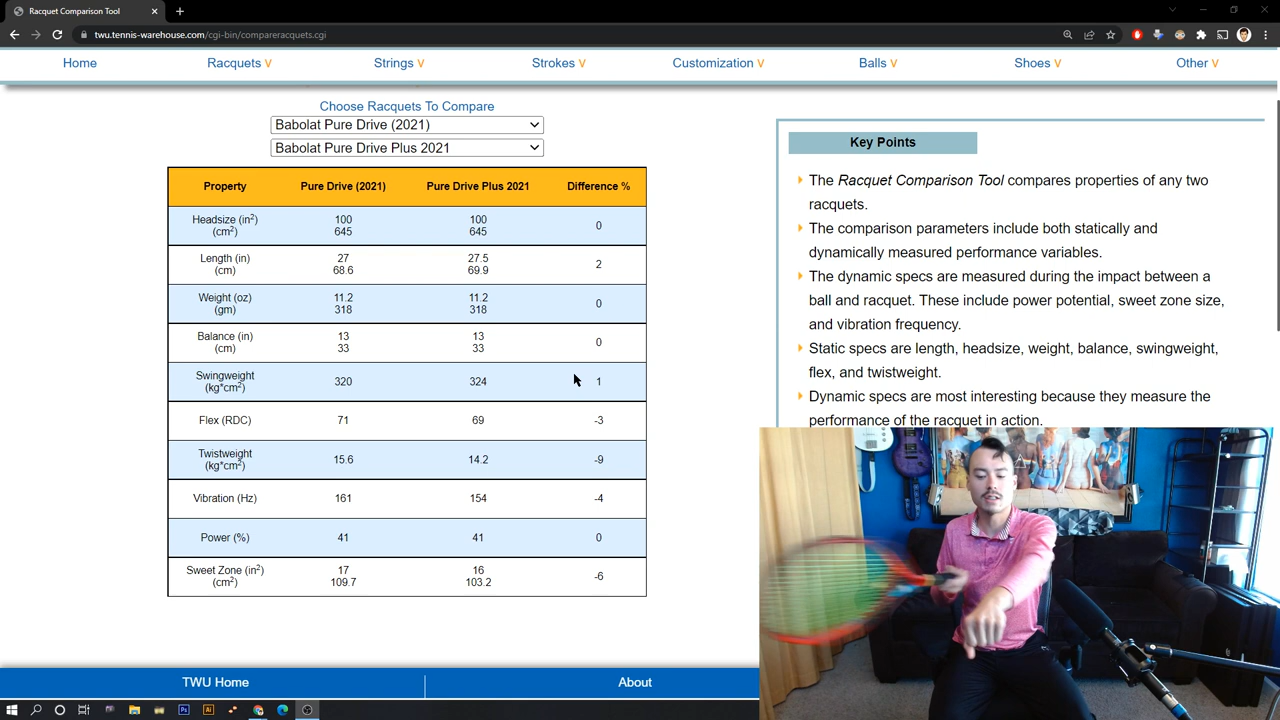 Racquet Comparison Tool
twu.tennis-warehouse.com/cgi-bin/compareracquets.cgi
Home Racquets V Strings V Strokes V Customization V Balls V Shoes V Other V
Choose Racquets To Compare
Babolat Pure Drive (2021)
Babolat Pure Drive Plus 2021
Property Pure Drive (2021) Pure Drive Plus 2021 Difference %
Headsize (in²) 100 100 0
(cm²) 645 645
Length (in) 27 27.5 2
(cm) 68.6 69.9
Weight (oz) 11.2 11.2 0
(gm) 318 318
Balance (in) 13 13 0
(cm) 33 33
Swingweight 320 324 1
(kg*cm²)
Flex (RDC) 71 69 -3
Twistweight 15.6 14.2 -9
(kg*cm²)
Vibration (Hz) 161 154 -4
Power (%) 41 41 0
Sweet Zone (in²) 17 16 -6
(cm²) 109.7 103.2
Key Points
The Racquet Comparison Tool compares properties of any two
racquets.
The comparison parameters include both statically and
dynamically measured performance variables.
The dynamic specs are measured during the impact between a
ball and racquet. These include power potential, sweet zone size,
and vibration frequency.
Static specs are length, headsize, weight, balance, swingweight,
flex, and twistweight.
Dynamic specs are most interesting because they measure the
performance of the racquet in action.
TWU Home About